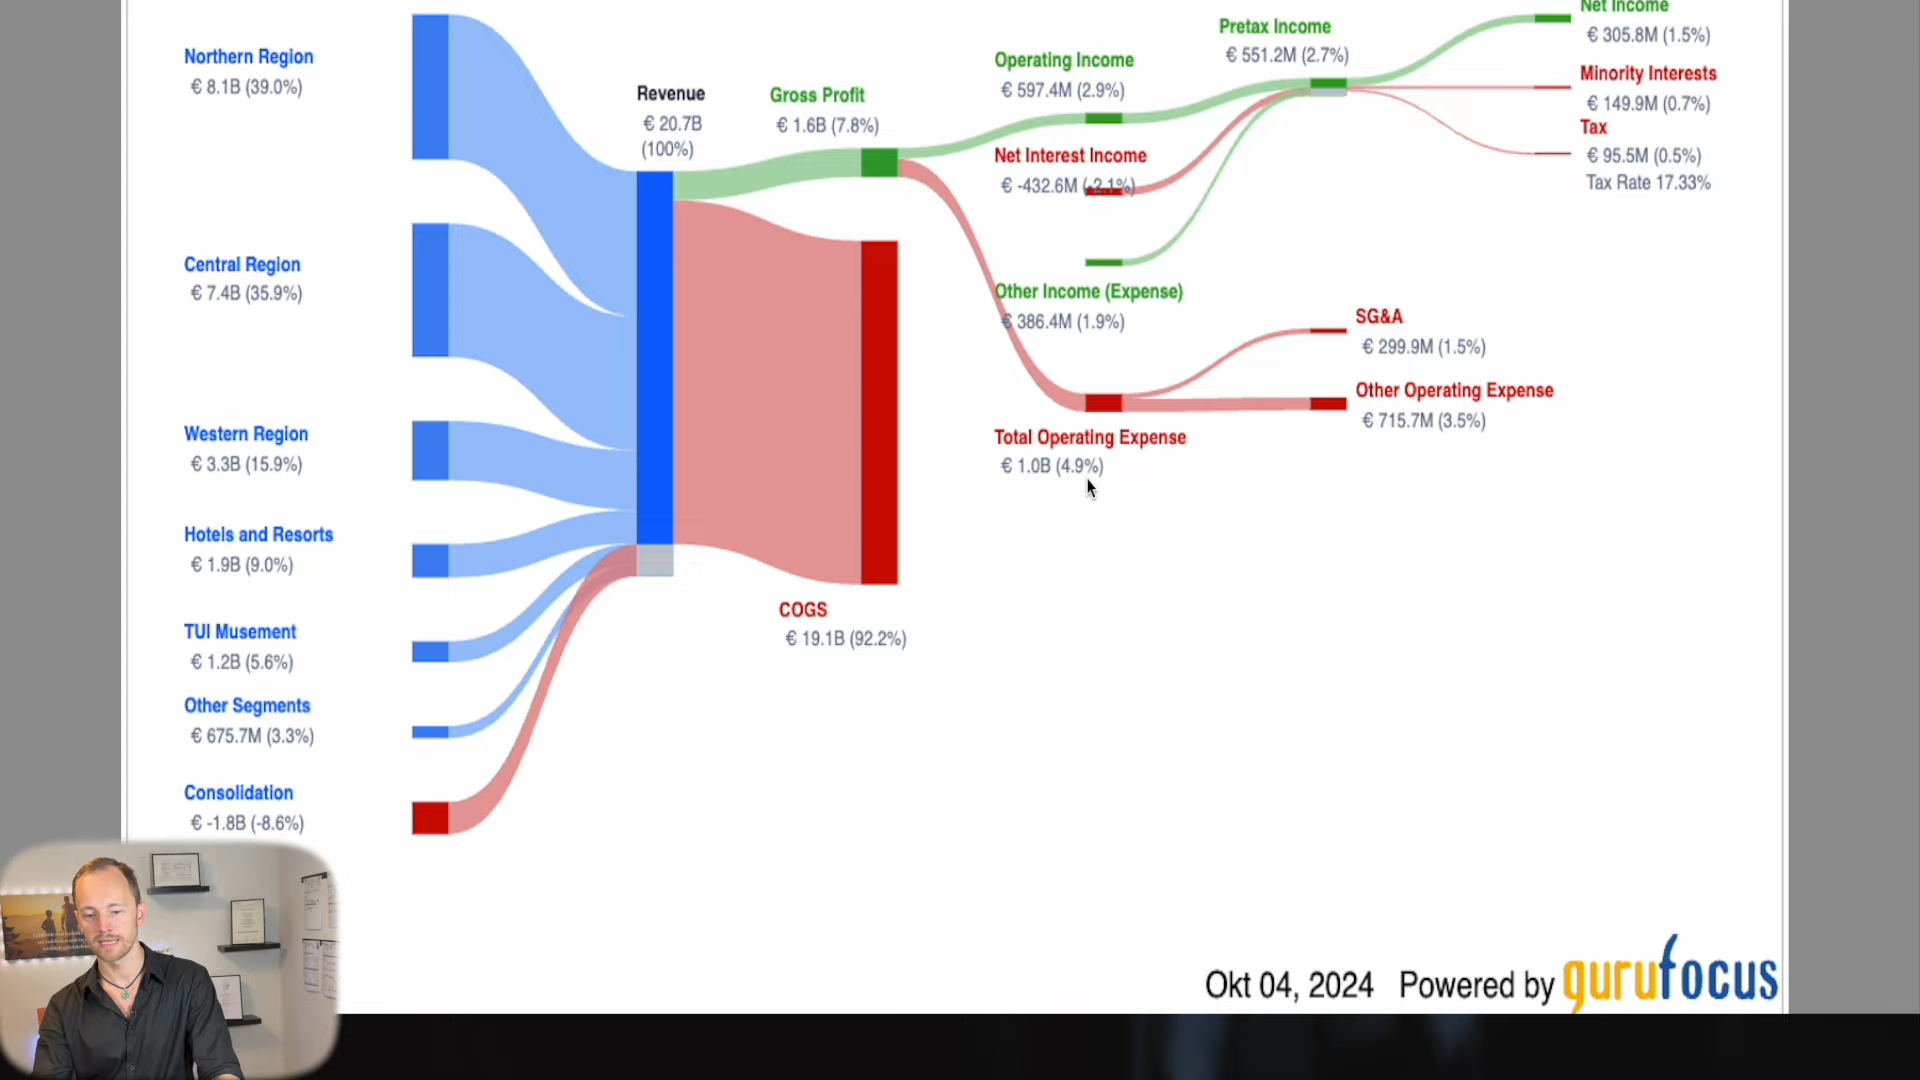 Northern Region
€ 8.1B (39.0%)
Central Region
€ 7.4B (35.9%)
Western Region
€ 3.3B (15.9%)
Hotels and Resorts
€ 1.9B (9.0%)
TUI Musement
€ 1.2B (5.6%)
Other Segments
€ 675.7M (3.3%)
Consolidation
€ -1.8B (-8.6%)
Revenue
€ 20.7B
(100%)
Gross Profit
€ 1.6B (7.8%)
COGS
€ 19.1B (92.2%)
Operating Income
€ 597.4M (2.9%)
Net Interest Income
€ -432.6M (-2.1%)
Other Income (Expense)
€ 386.4M (1.9%)
Total Operating Expense
€ 1.0B (4.9%)
Pretax Income
€ 551.2M (2.7%)
SG&A
€ 299.9M (1.5%)
Other Operating Expense
€ 715.7M (3.5%)
Net Income
€ 305.8M (1.5%)
Minority Interests
€ 149.9M (0.7%)
Tax
€ 95.5M (0.5%)
Tax Rate 17.33%
Okt 04, 2024 Powered by gurufocus